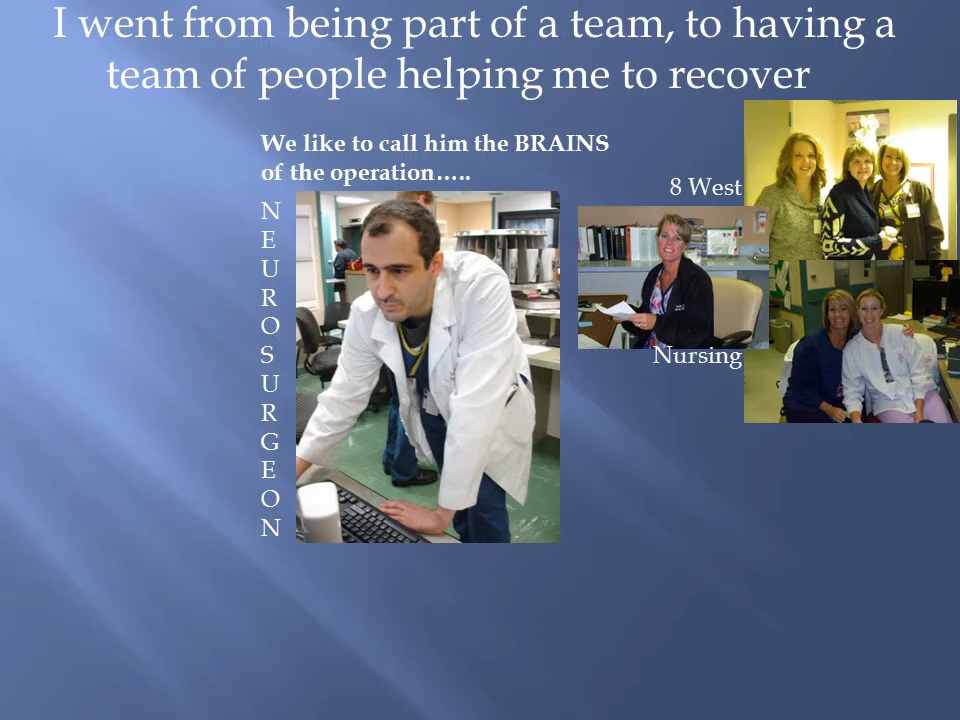 I went from being part of a team, to having a
team of people helping me to recover
We like to call him the BRAINS
of the operation…..
N
E
U
R
O
S
U
R
G
E
O
N
8 West
Nursing